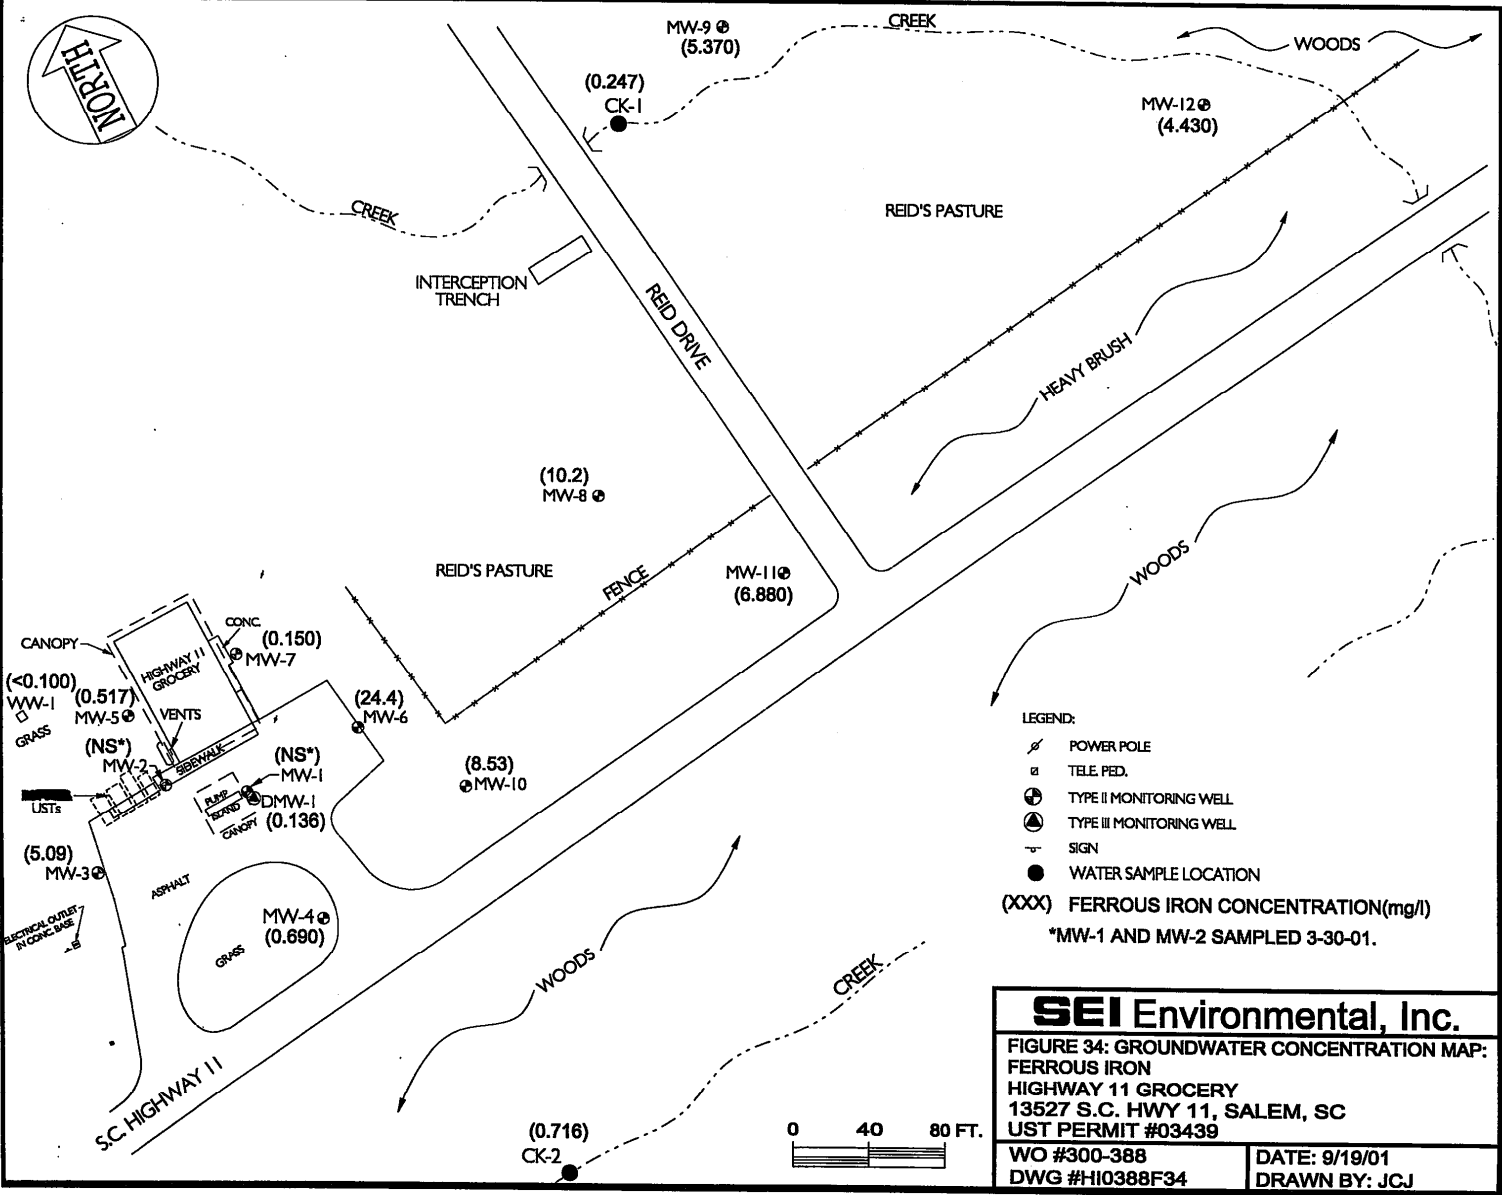 NORTH
MW-9
(5.370)
CREEK
WOODS
(0.247)
CK-1
MW-12
(4.430)
CREEK
REID'S PASTURE
INTERCEPTION
TRENCH
REID DRIVE
HEAVY BRUSH
(10.2)
MW-8
REID'S PASTURE
FENCE
MW-11
(6.880)
WOODS
CONC.
CANOPY
(0.150)
MW-7
HIGHWAY 11
GROCERY
(<0.100)
WW-1
(0.517)
MW-5
VENTS
(24.4)
MW-6
GRASS
(NS*)
MW-2
SIDEWALK
(NS*)
MW-1
(8.53)
MW-10
USTs
PUMP
ISLAND
DMW-1
CANOPY
(0.136)
(5.09)
MW-3
ASPHALT
ELECTRICAL OUTLET
IN CONC. BASE
MW-4
(0.690)
GRASS
WOODS
CREEK
S.C. HIGHWAY 11
(0.716)
CK-2
0 40 80 FT.
LEGEND:
POWER POLE
TELE. PED.
TYPE II MONITORING WELL
TYPE III MONITORING WELL
SIGN
WATER SAMPLE LOCATION
(XXX) FERROUS IRON CONCENTRATION(mg/l)
*MW-1 AND MW-2 SAMPLED 3-30-01.
SEI Environmental, Inc.
FIGURE 34: GROUNDWATER CONCENTRATION MAP:
FERROUS IRON
HIGHWAY 11 GROCERY
13527 S.C. HWY 11, SALEM, SC
UST PERMIT #03439
WO #300-388
DWG #HI0388F34
DATE: 9/19/01
DRAWN BY: JCJ